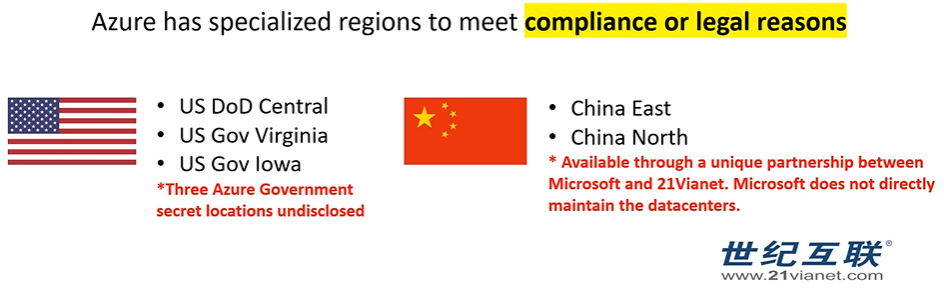 Azure has specialized regions to meet compliance or legal reasons
• US DoD Central
• US Gov Virginia
• US Gov Iowa
*Three Azure Government
secret locations undisclosed
• China East
• China North
* Available through a unique partnership between
Microsoft and 21Vianet. Microsoft does not directly
maintain the datacenters.
世纪互联®
www.21vianet.com